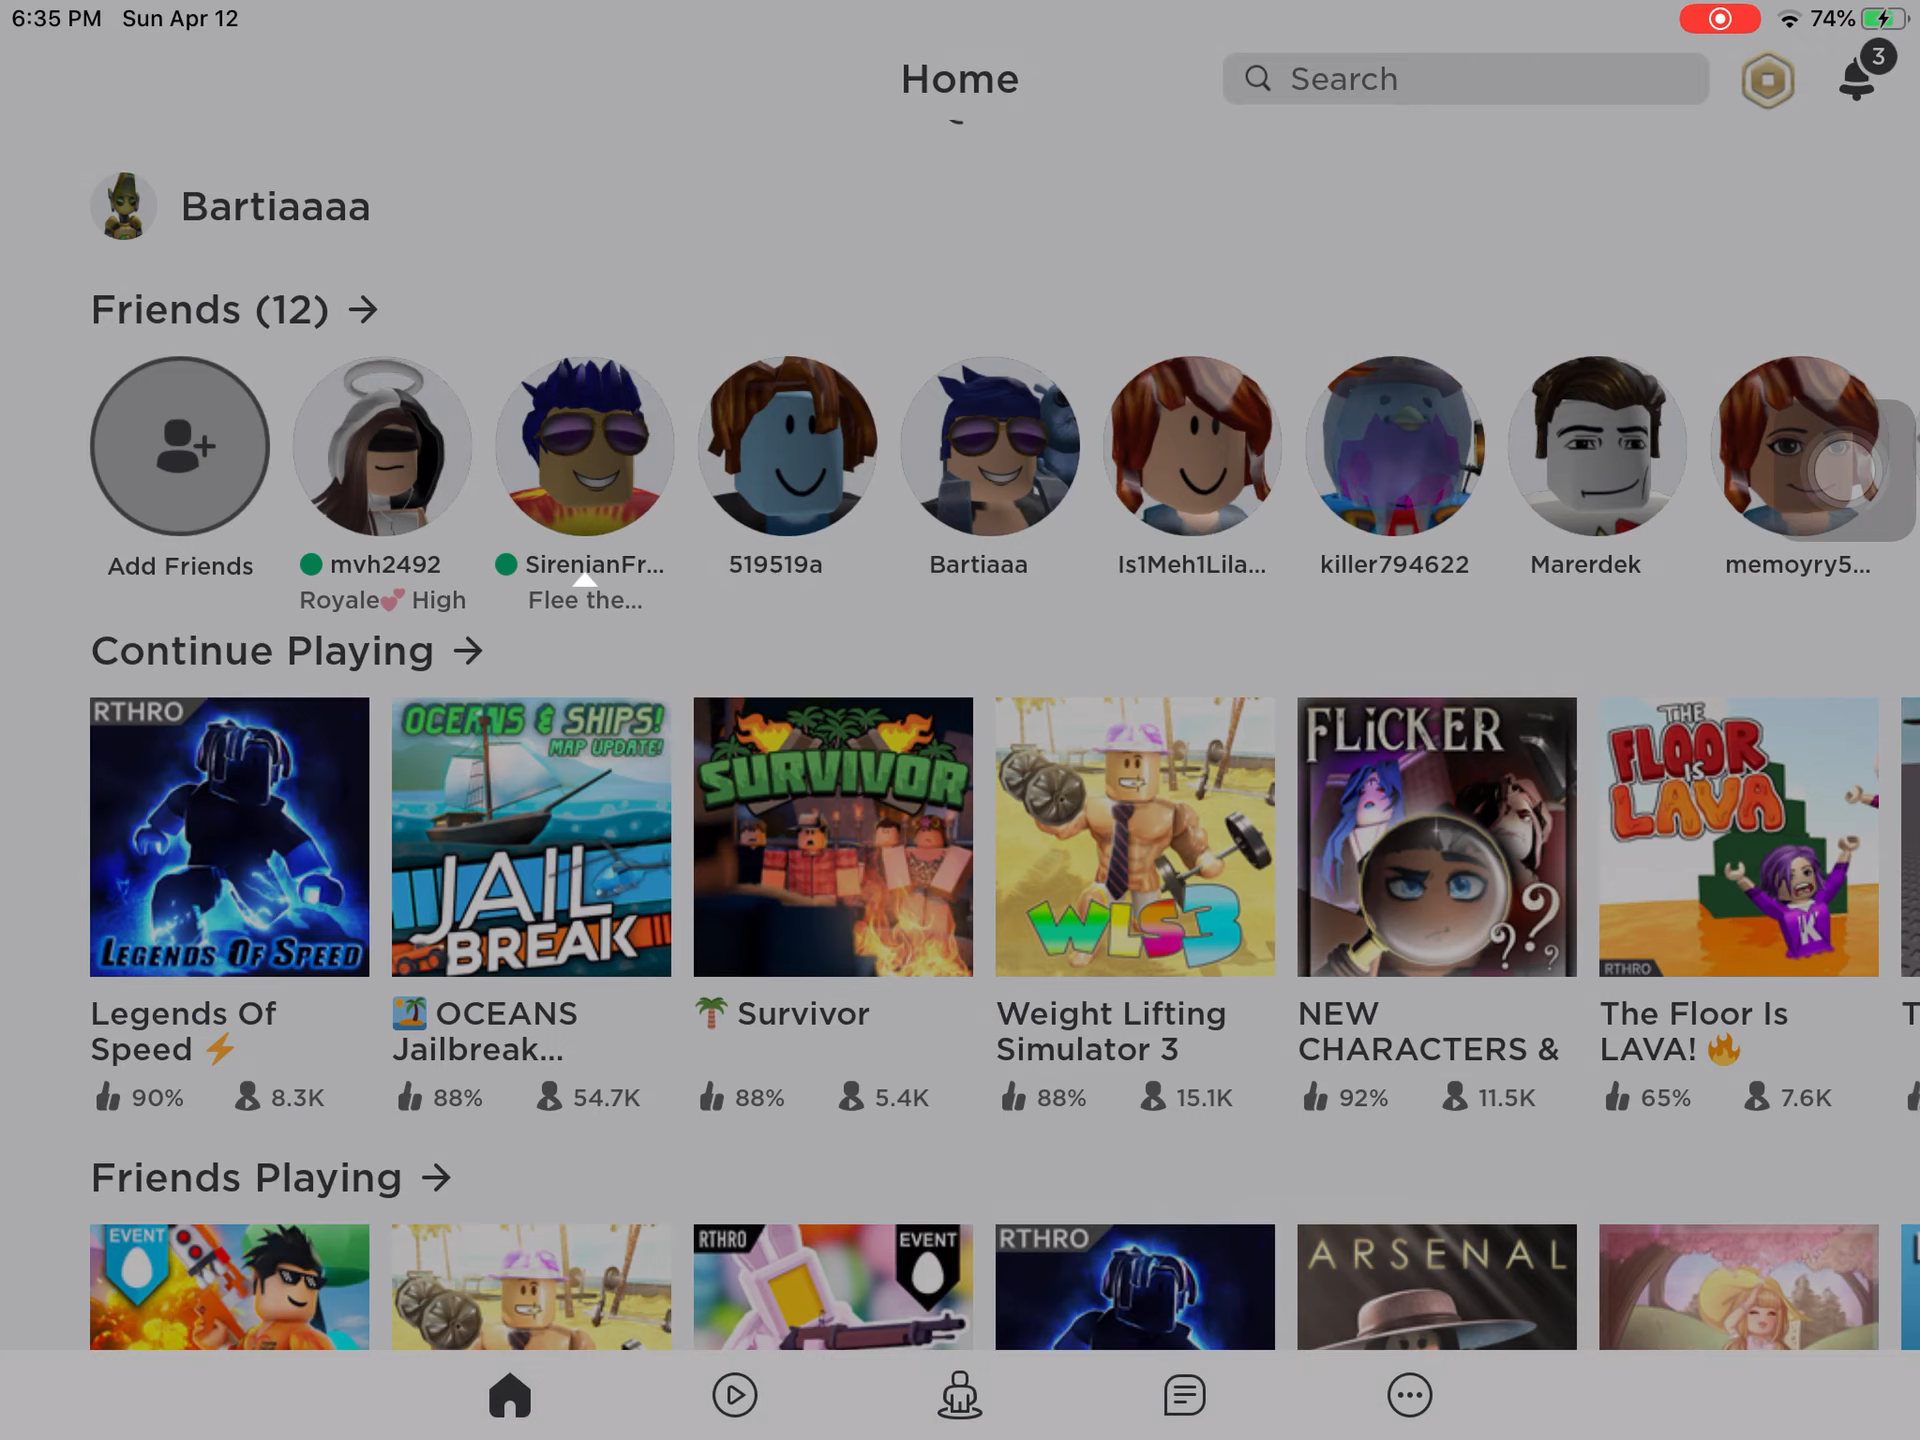 6:35 PM Sun Apr 12
74%
Home
Search
3
Bartiaaaa
Friends (12) →
Add Friends
mvh2492
Royale💕 High
SirenianFr...
Flee the...
519519a
Bartiaaa
Is1Meh1Lila...
killer794622
Marerdek
memoyry5...
Continue Playing →
RTHRO
LEGENDS OF SPEED
OCEANS & SHIPS!
MAP UPDATE!
JAIL
BREAK
SURVIVOR
WLS3
FLICKER
???
THE
FLOOR
IS
LAVA
K
RTHRO
Legends Of
Speed ⚡
90% 8.3K
🏝️ OCEANS
Jailbreak...
88% 54.7K
🌴 Survivor
88% 5.4K
Weight Lifting
Simulator 3
88% 15.1K
NEW
CHARACTERS &
92% 11.5K
The Floor Is
LAVA! 🔥
65% 7.6K
T
Friends Playing →
EVENT
RTHRO
EVENT
RTHRO
ARSENAL